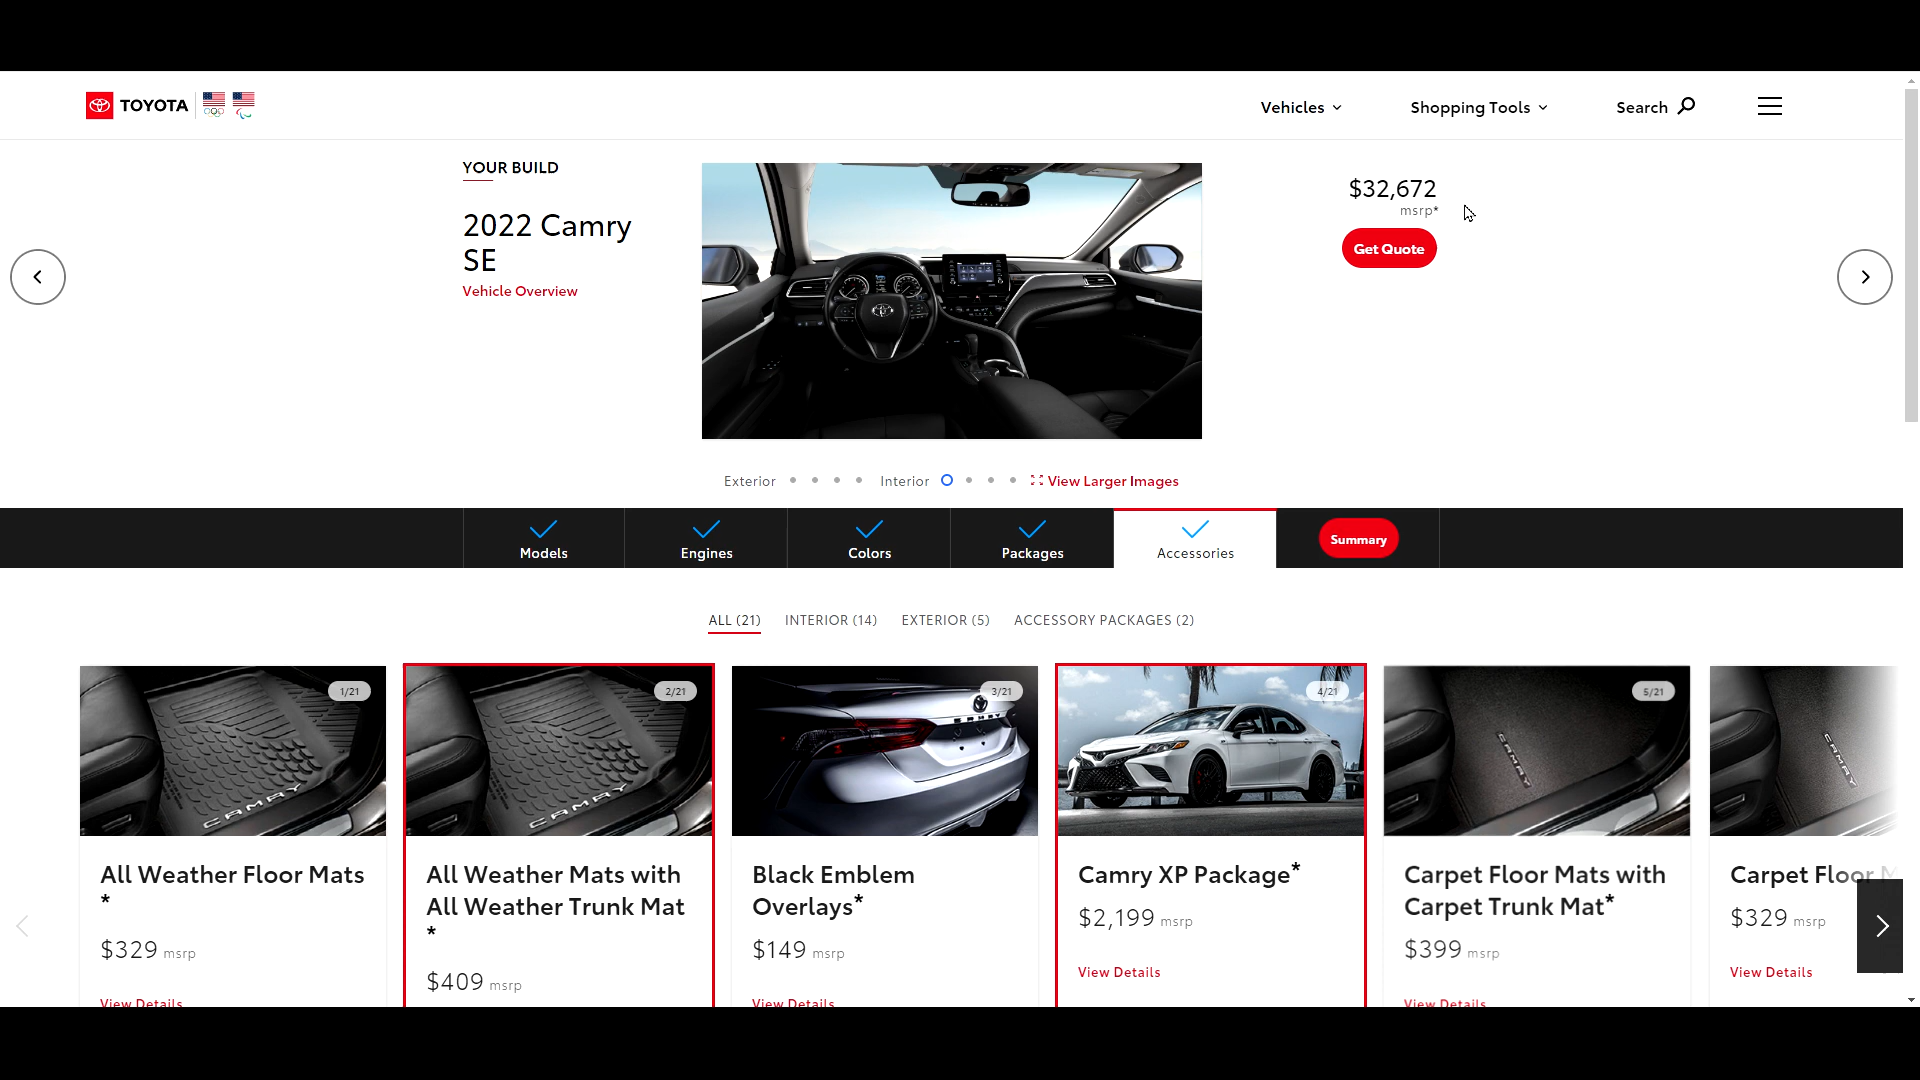 TOYOTA
Vehicles
Shopping Tools
Search
YOUR BUILD
2022 Camry
SE
Vehicle Overview
$32,672
msrp*
Get Quote
Exterior
Interior
View Larger Images
Models
Engines
Colors
Packages
Accessories
Summary
ALL (21)
INTERIOR (14)
EXTERIOR (5)
ACCESSORY PACKAGES (2)
1/21
CAMRY
All Weather Floor Mats
*
$329 msrp
View Details
2/21
CAMRY
All Weather Mats with
All Weather Trunk Mat
*
$409 msrp
3/21
CAMRY
Black Emblem
Overlays*
$149 msrp
View Details
4/21
Camry XP Package*
$2,199 msrp
View Details
5/21
CAMRY
Carpet Floor Mats with
Carpet Trunk Mat*
$399 msrp
View Details
CAMRY
Carpet Floor M
$329 msrp
View Details